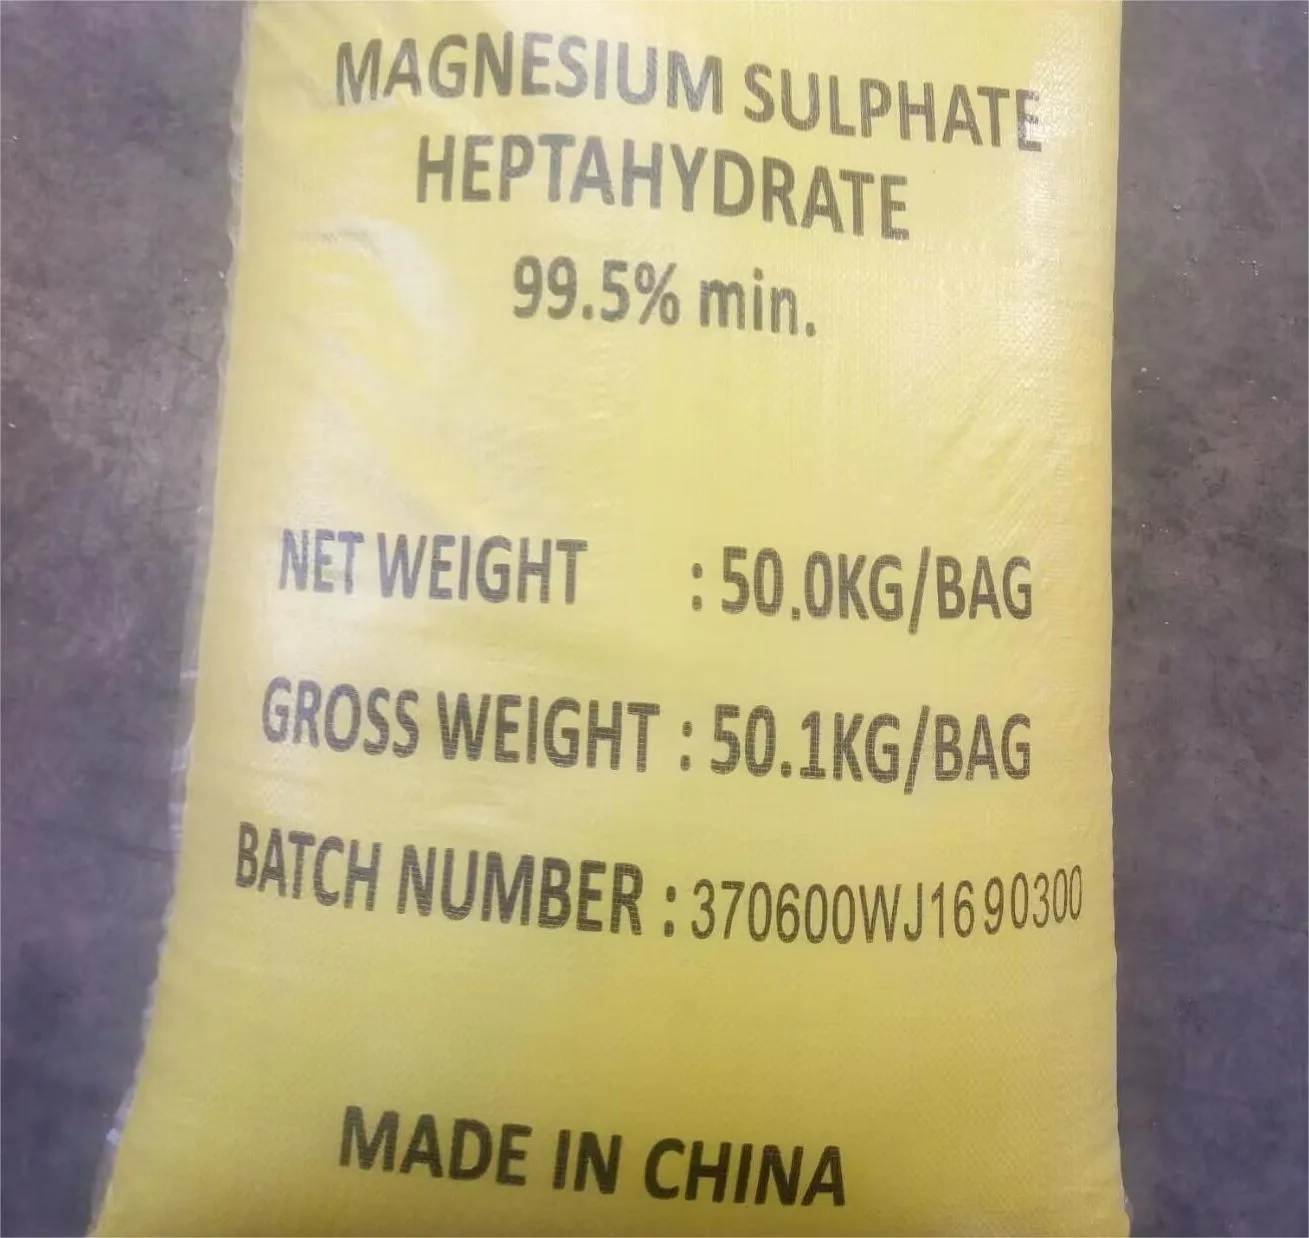 MAGNESIUM SULPHATE
HEPTAHYDRATE
99.5% min.
NET WEIGHT : 50.0KG/BAG
GROSS WEIGHT : 50.1KG/BAG
BATCH NUMBER : 370600WJ1690300
MADE IN CHINA